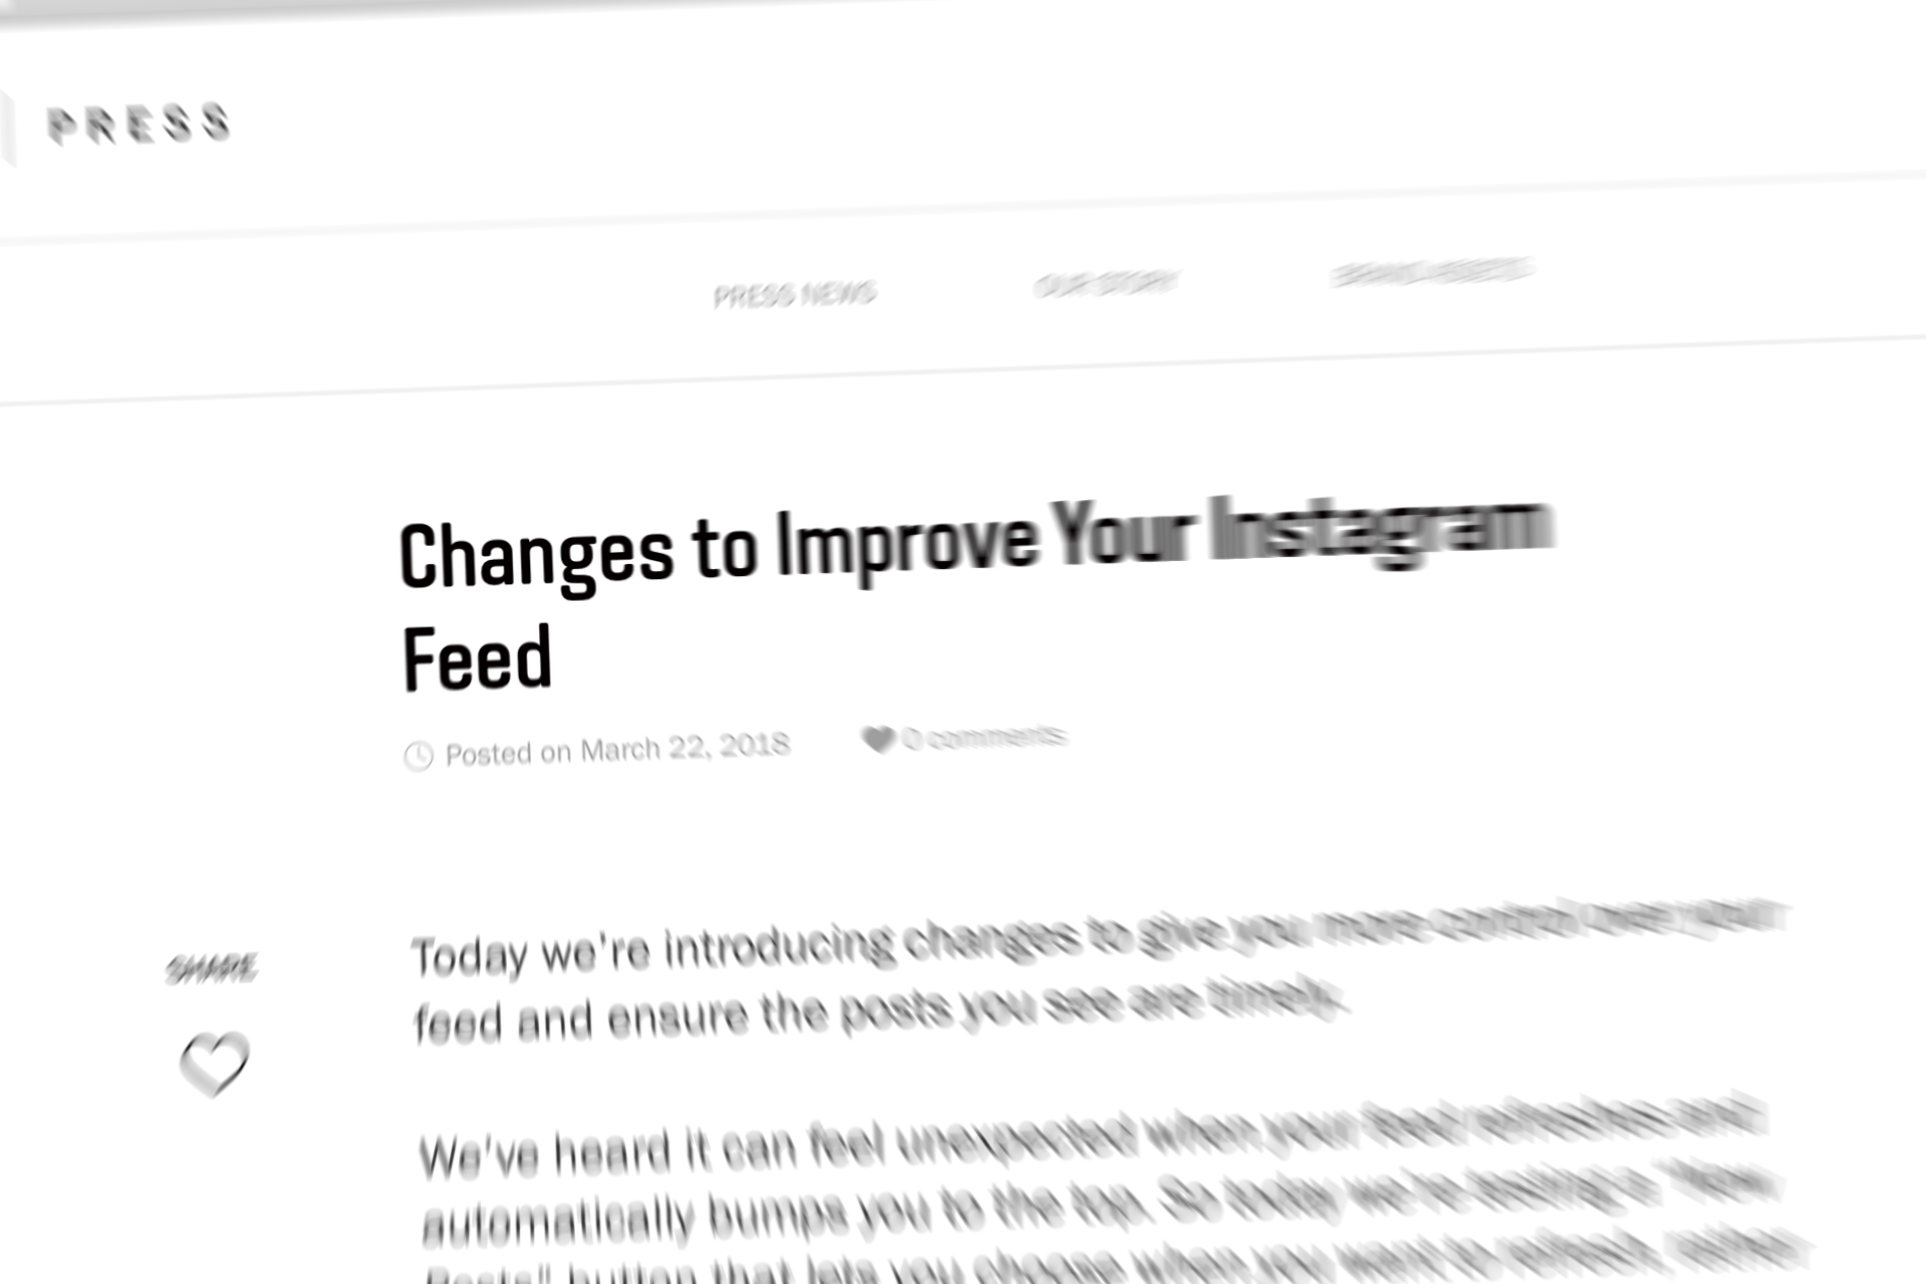 PRESS
PRESS NEWS
OUR STORY
BRAND ASSETS
Changes to Improve Your Instagram
Feed
Posted on March 22, 2018
0 comments
SHARE
Today we're introducing changes to give you more control over your
feed and ensure the posts you see are timely.
We've heard it can feel unexpected when your feed refreshes and
automatically bumps you to the top. So today we're testing a "New
Posts" button that lets you choose when you want to refresh, rather